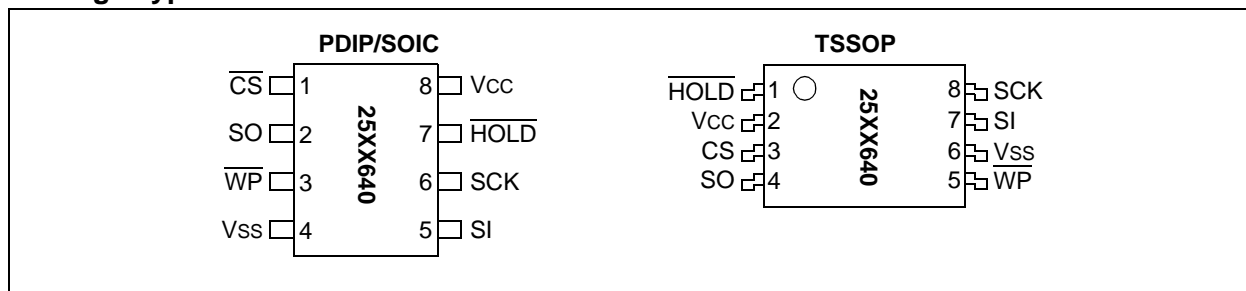 PDIP/SOIC
CS 1 8 VCC
SO 2 7 HOLD
WP 3 6 SCK
VSS 4 5 SI
25XX640
TSSOP
HOLD 1 8 SCK
VCC 2 7 SI
CS 3 6 VSS
SO 4 5 WP
25XX640